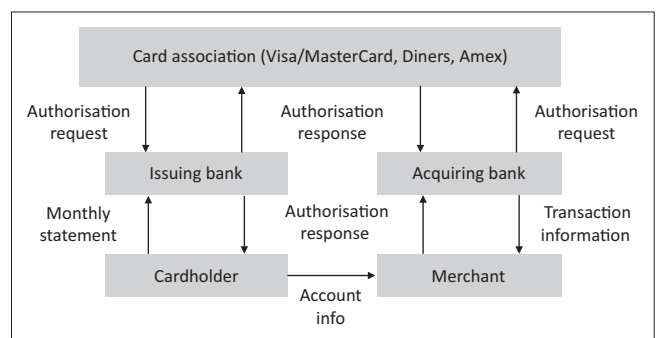 Card association (Visa/MasterCard, Diners, Amex)
Authorisation
request
Authorisation
response
Authorisation
request
Issuing bank
Acquiring bank
Monthly
statement
Authorisation
response
Transaction
information
Cardholder
Merchant
Account
info